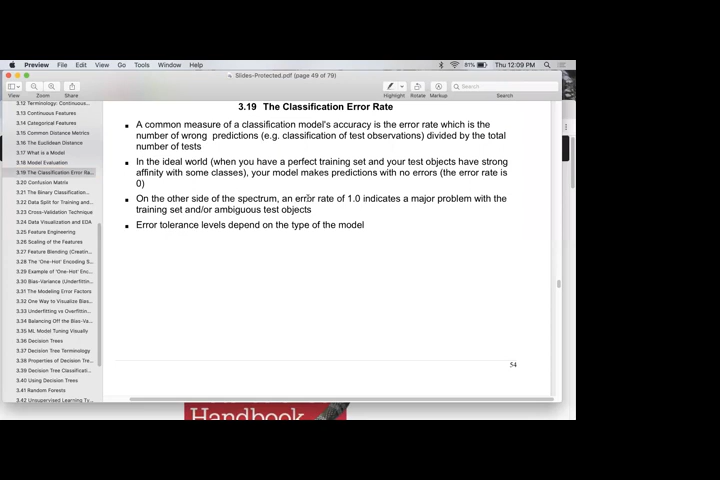 Preview File Edit View Go Tools Window Help 81% Thu 12:09 PM
Slides-Protected.pdf (page 49 of 79)
View Zoom Share Highlight Rotate Markup Search
Search
3.12 Terminology: Continuous...
3.13 Continuous Features
3.14 Categorical Features
3.15 Common Distance Metrics
3.16 The Euclidean Distance
3.17 What is a Model
3.18 Model Evaluation
3.19 The Classification Error Ra...
3.20 Confusion Matrix
3.21 The Binary Classification...
3.22 Data Split for Training and...
3.23 Cross-Validation Technique
3.24 Data Visualization and EDA
3.25 Feature Engineering
3.26 Scaling of the Features
3.27 Feature Blending (Creatin...
3.28 The 'One-Hot' Encoding S...
3.29 Example of 'One-Hot' Enc...
3.30 Bias-Variance (Underfittin...
3.31 The Modeling Error Factors
3.32 One Way to Visualize Bias...
3.33 Underfitting vs Overfittin...
3.34 Balancing Off the Bias-Va...
3.35 ML Model Tuning Visually
3.36 Decision Trees
3.37 Decision Tree Terminology
3.38 Properties of Decision Tre...
3.39 Decision Tree Classificati...
3.40 Using Decision Trees
3.41 Random Forests
3.42 Unsupervised Learning Ty...
3.19 The Classification Error Rate
▪ A common measure of a classification model's accuracy is the error rate which is the
number of wrong predictions (e.g. classification of test observations) divided by the total
number of tests
▪ In the ideal world (when you have a perfect training set and your test objects have strong
affinity with some classes), your model makes predictions with no errors (the error rate is
0)
▪ On the other side of the spectrum, an error rate of 1.0 indicates a major problem with the
training set and/or ambiguous test objects
▪ Error tolerance levels depend on the type of the model
54
Handbook